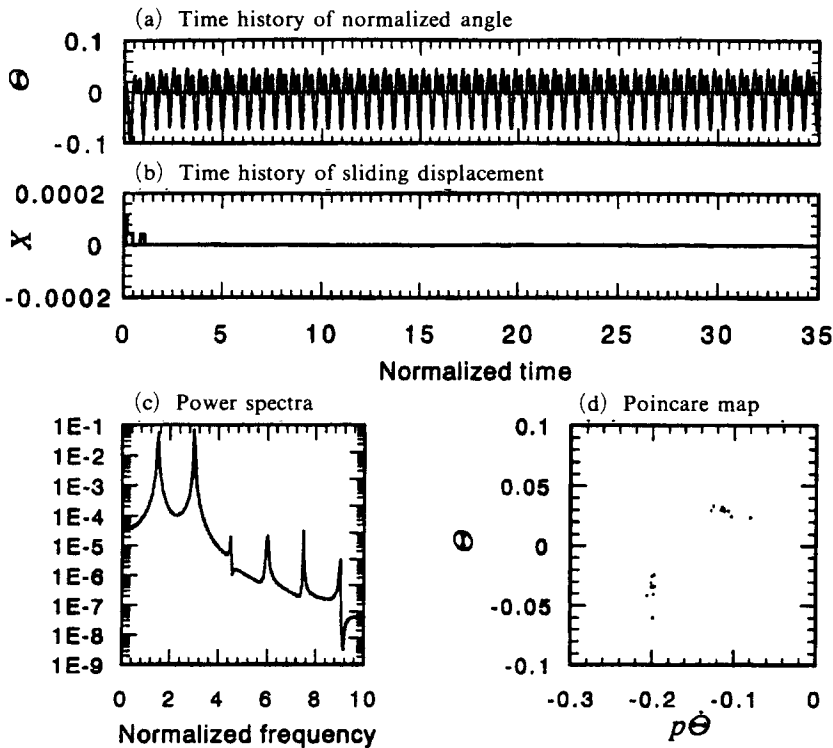 (a) Time history of normalized angle
0.1
Θ
0
-0.1
(b) Time history of sliding displacement
0.0002
X
0
-0.0002
0 5 10 15 20 25 30 35
Normalized time
(c) Power spectra
1E-1
1E-2
1E-3
1E-4
1E-5
1E-6
1E-7
1E-8
1E-9
0 2 4 6 8 10
Normalized frequency
(d) Poincare map
0.1
0.05
Θ
0
-0.05
-0.1
-0.3 -0.2 -0.1 0
pΘ̇